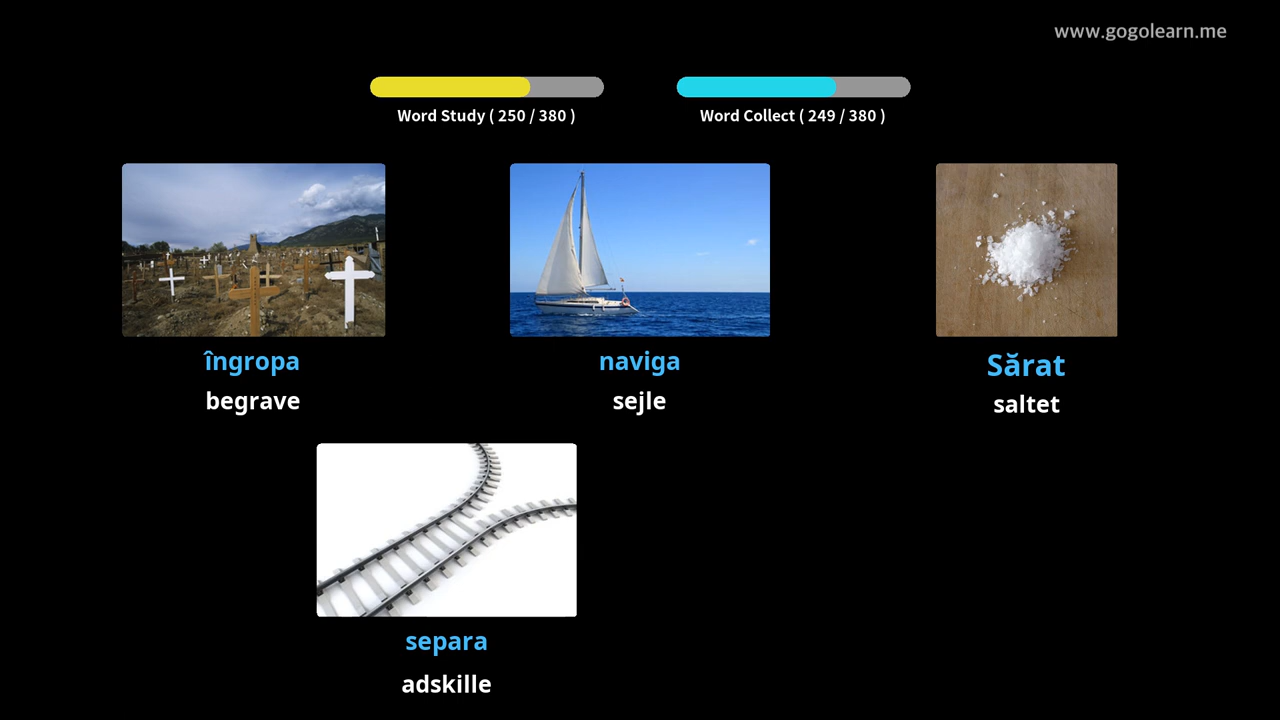 www.gogolearn.me
Word Study ( 250 / 380 )
Word Collect ( 249 / 380 )
îngropa
begrave
naviga
sejle
Sărat
saltet
separa
adskille